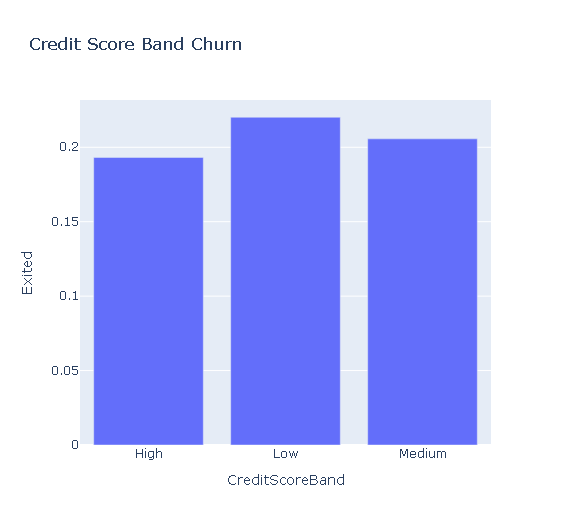 Credit Score Band Churn
0.2
0.15
0.1
0.05
0
Exited
High
Low
Medium
CreditScoreBand